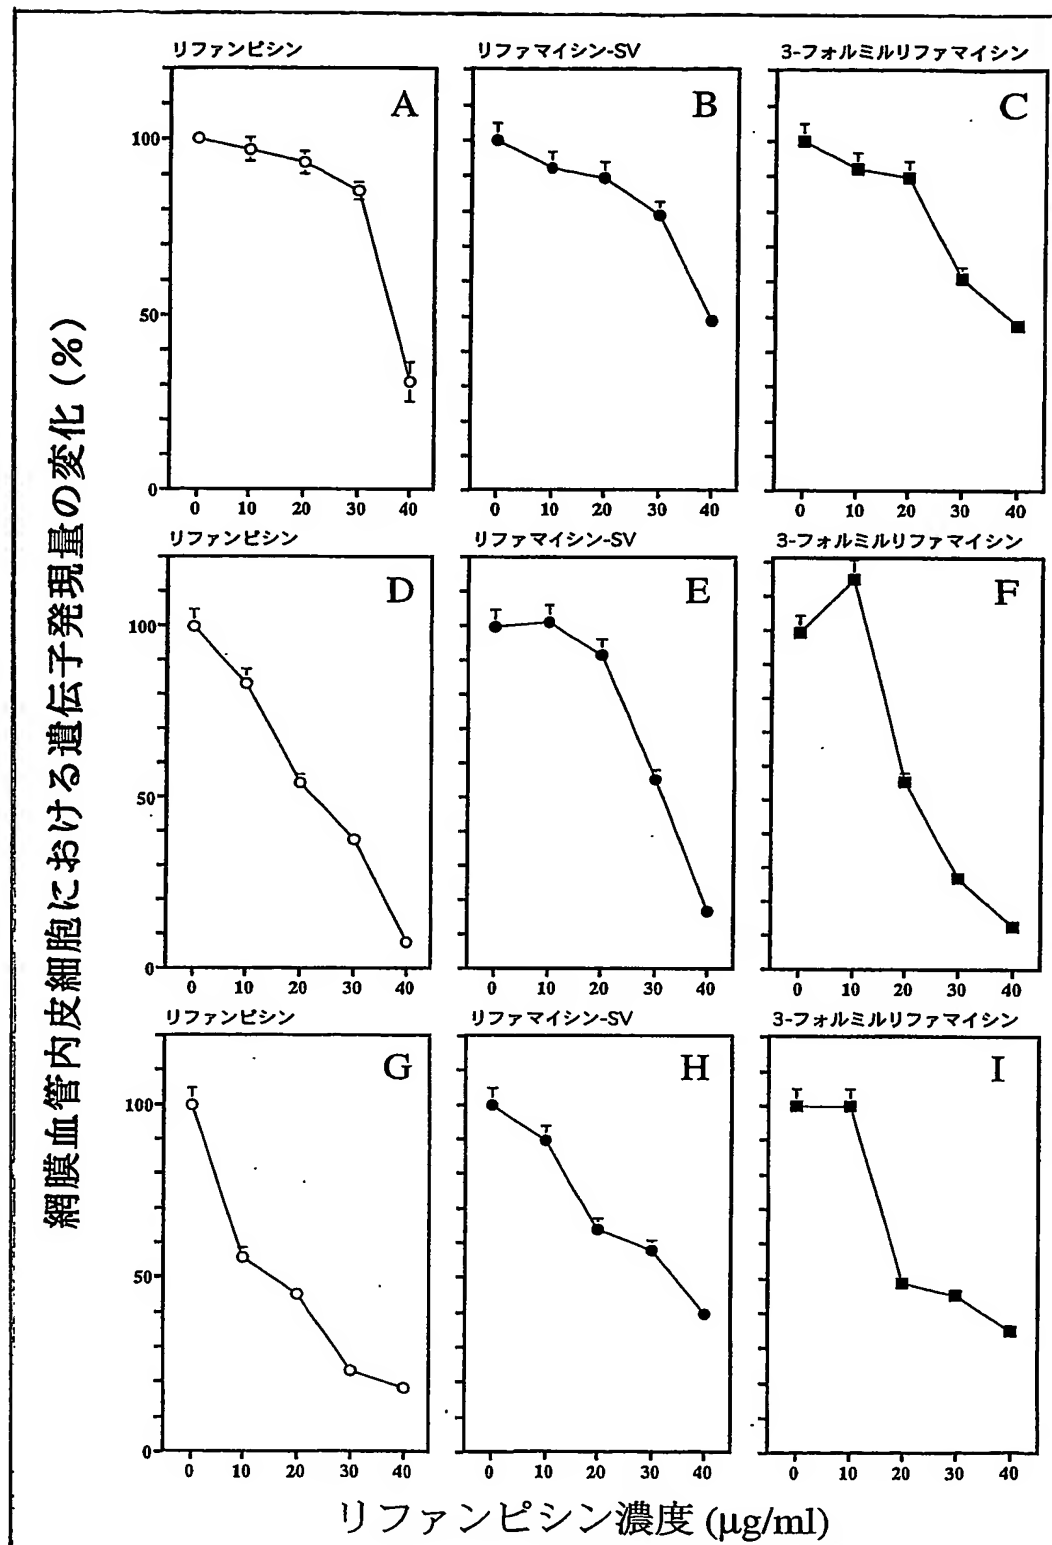 網膜血管内皮細胞における遺伝子発現量の変化 (%)
リファンピシン
リファマイシン-SV
3-フォルミルリファマイシン
A
B
C
100
50
0
0 10 20 30 40
0 10 20 30 40
0 10 20 30 40
リファンピシン
リファマイシン-SV
3-フォルミルリファマイシン
D
E
F
100
50
0
0 10 20 30 40
0 10 20 30 40
0 10 20 30 40
リファンピシン
リファマイシン-SV
3-フォルミルリファマイシン
G
H
I
100
50
0
0 10 20 30 40
0 10 20 30 40
0 10 20 30 40
リファンピシン濃度 (μg/ml)